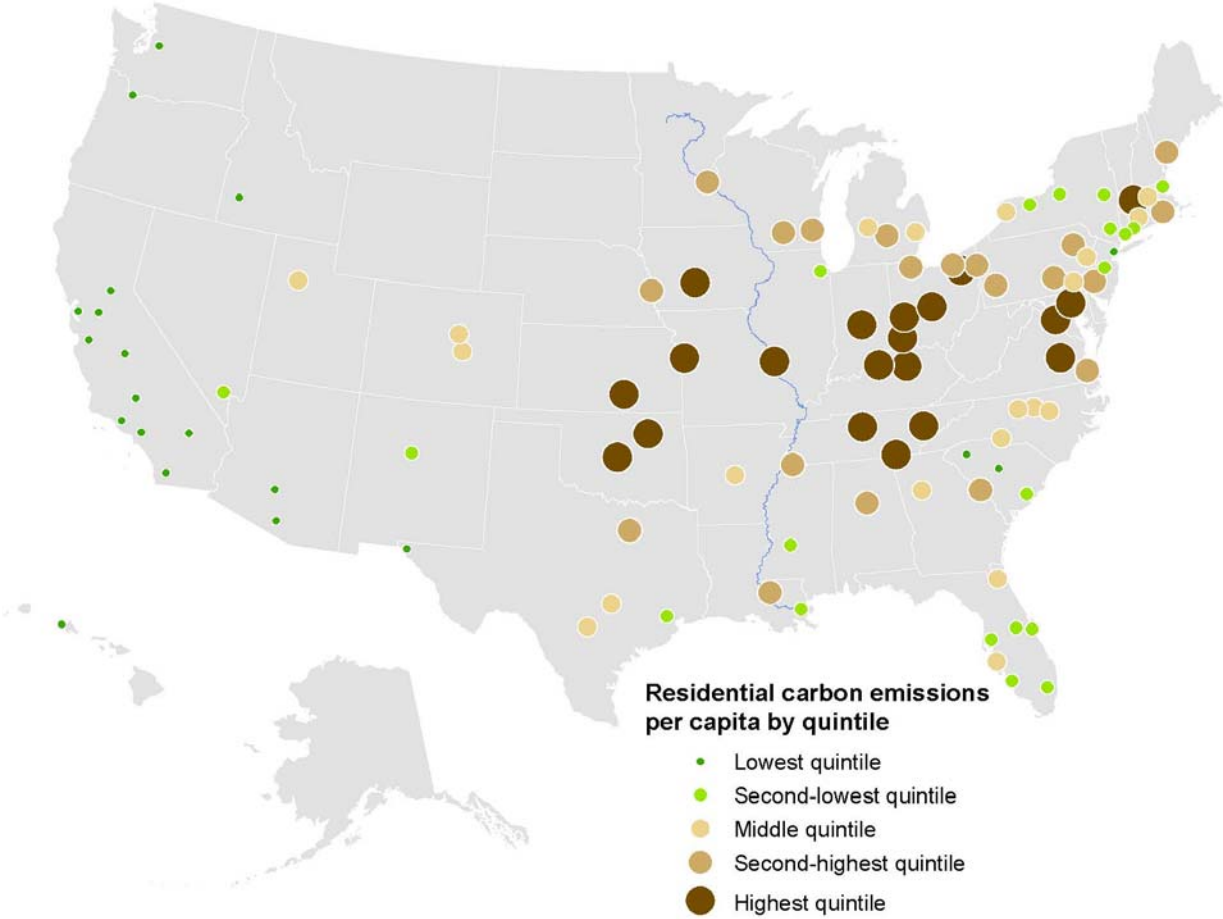 Residential carbon emissions
per capita by quintile
Lowest quintile
Second-lowest quintile
Middle quintile
Second-highest quintile
Highest quintile